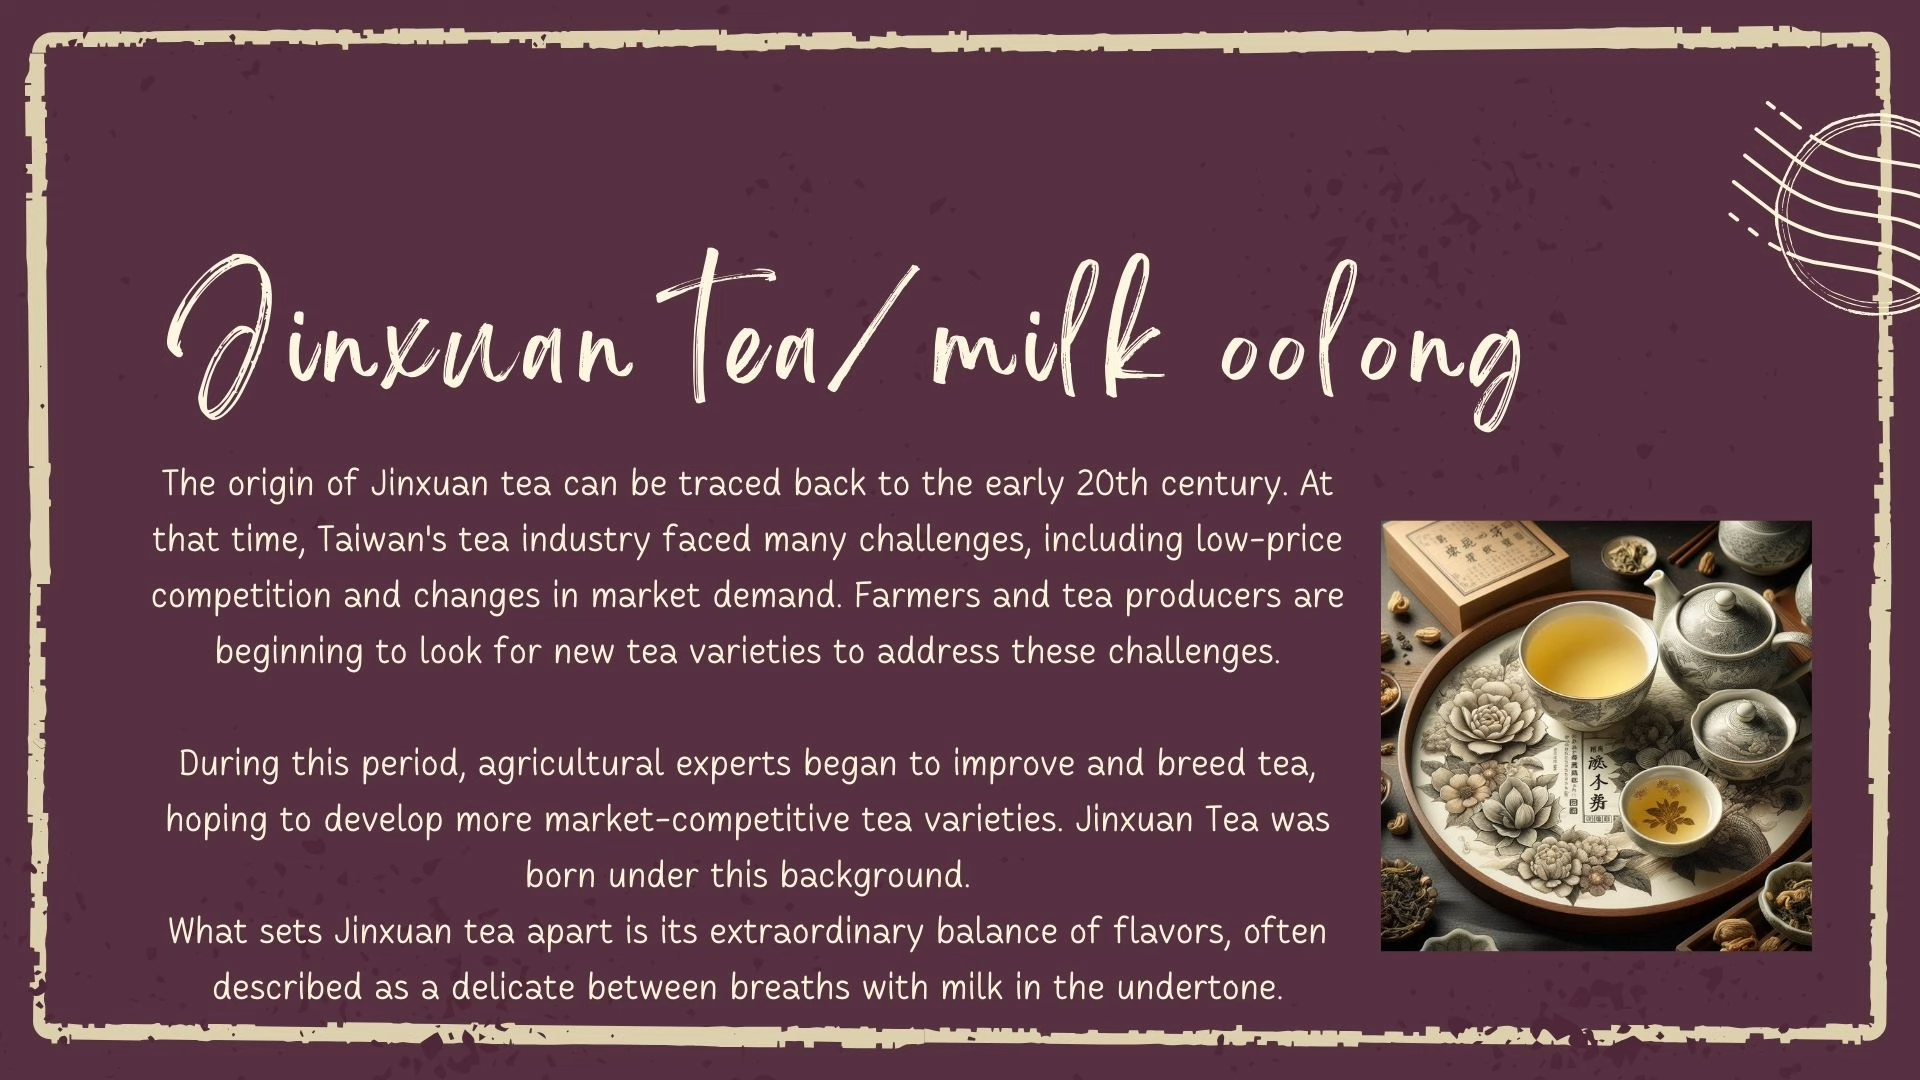 Jinxuan Tea/ milk oolong
The origin of Jinxuan tea can be traced back to the early 20th century. At
that time, Taiwan's tea industry faced many challenges, including low-price
competition and changes in market demand. Farmers and tea producers are
beginning to look for new tea varieties to address these challenges.
During this period, agricultural experts began to improve and breed tea,
hoping to develop more market-competitive tea varieties. Jinxuan Tea was
born under this background.
What sets Jinxuan tea apart is its extraordinary balance of flavors, often
described as a delicate between breaths with milk in the undertone.